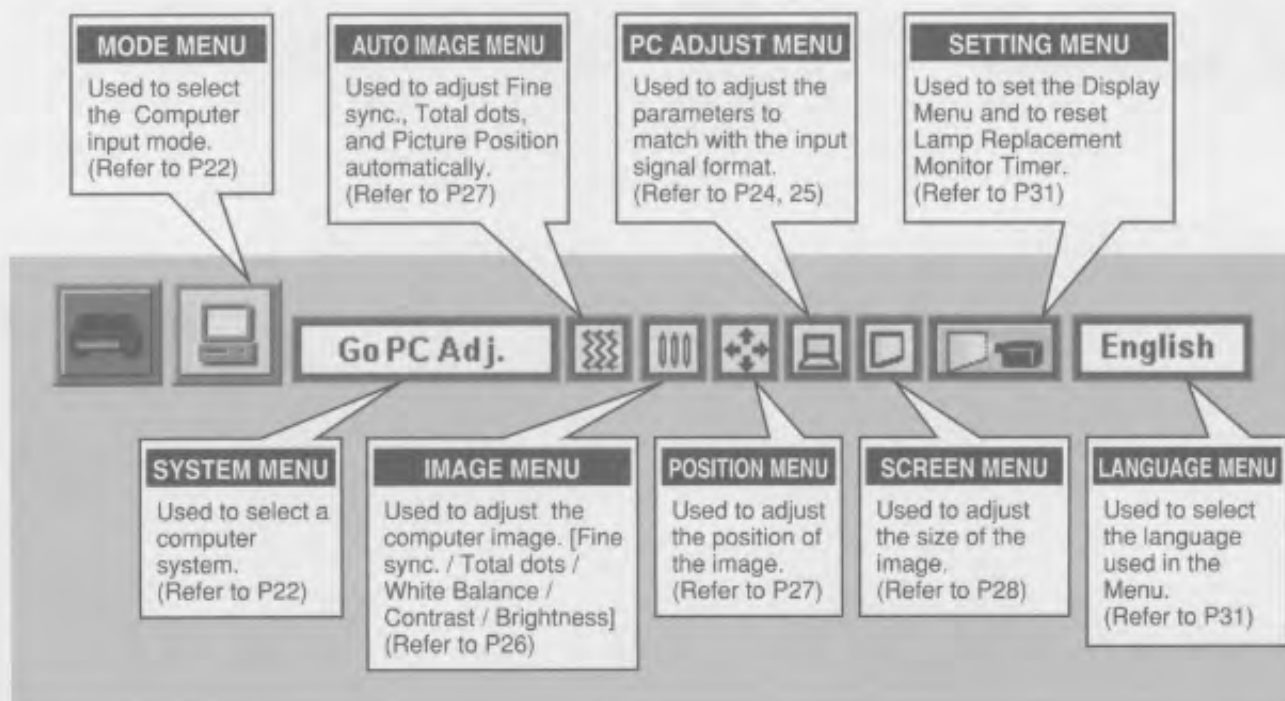 MODE MENU
Used to select
the Computer
input mode.
(Refer to P22)
AUTO IMAGE MENU
Used to adjust Fine
sync., Total dots,
and Picture Position
automatically.
(Refer to P27)
PC ADJUST MENU
Used to adjust the
parameters to
match with the input
signal format.
(Refer to P24, 25)
SETTING MENU
Used to set the Display
Menu and to reset
Lamp Replacement
Monitor Timer.
(Refer to P31)
Go PC Adj.
English
SYSTEM MENU
Used to select a
computer
system.
(Refer to P22)
IMAGE MENU
Used to adjust the
computer image. [Fine
sync. / Total dots /
White Balance /
Contrast / Brightness]
(Refer to P26)
POSITION MENU
Used to adjust
the position of
the image.
(Refer to P27)
SCREEN MENU
Used to adjust
the size of the
image.
(Refer to P28)
LANGUAGE MENU
Used to select
the language
used in the
Menu.
(Refer to P31)